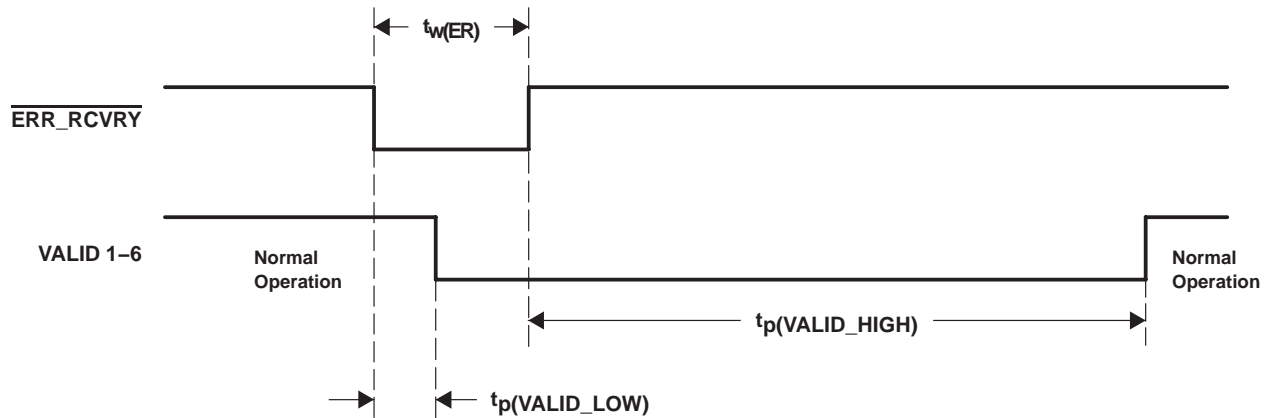 tw(ER)
ERR_RCVRY
VALID 1–6
Normal
Operation
Normal
Operation
tp(VALID_HIGH)
tp(VALID_LOW)